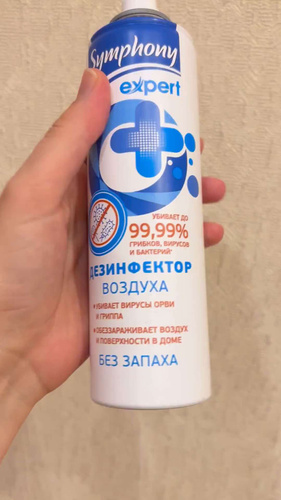 Symphony
expert
УБИВАЕТ ДО
99,99%
ГРИБКОВ, ВИРУСОВ
И БАКТЕРИЙ
ДЕЗИНФЕКТОР
ВОЗДУХА
• УБИВАЕТ ВИРУСЫ ОРВИ
И ГРИППА
• ОБЕЗЗАРАЖИВАЕТ ВОЗДУХ
И ПОВЕРХНОСТИ В ДОМЕ
БЕЗ ЗАПАХА